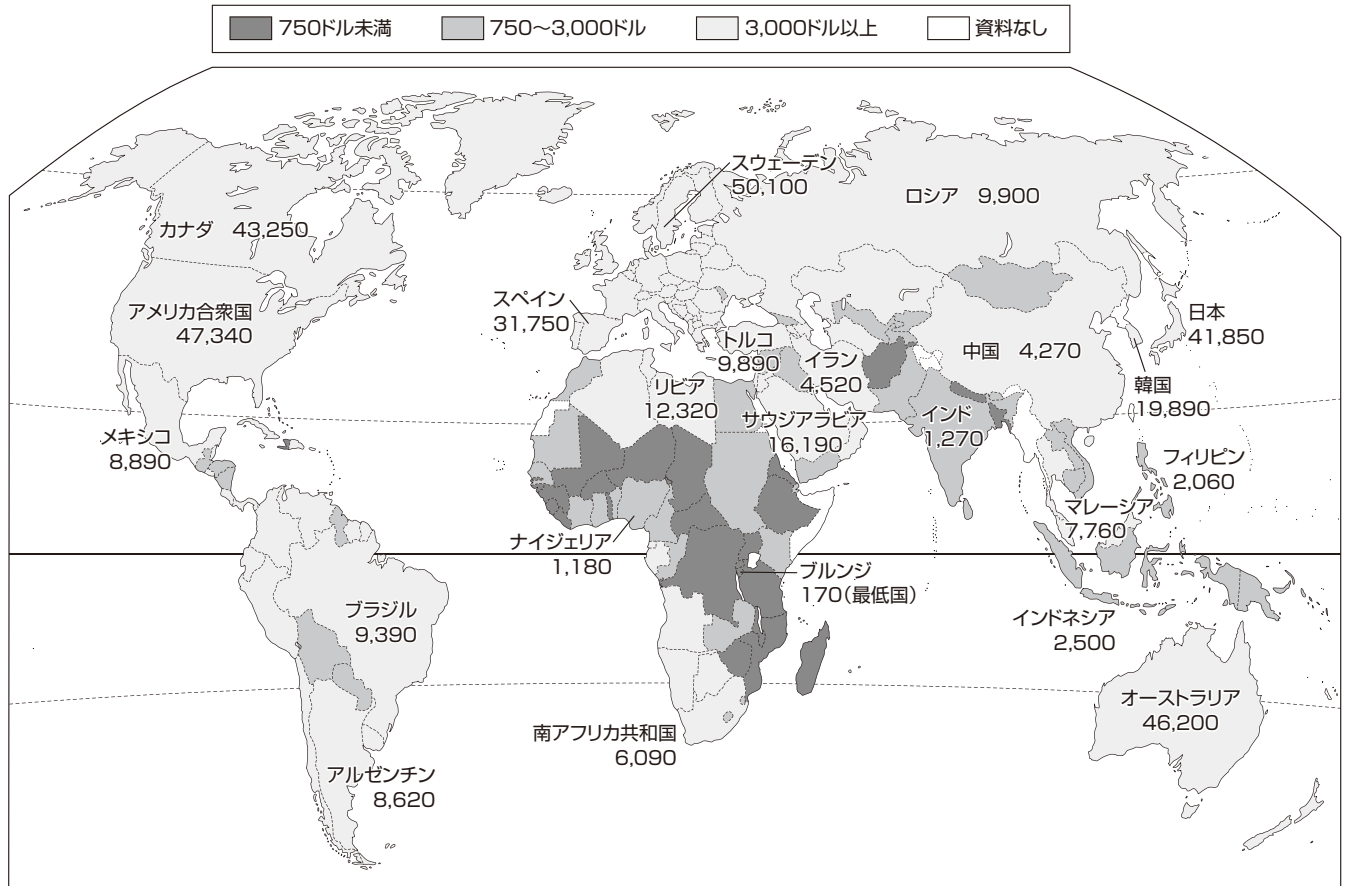 750ドル未満 750～3,000ドル 3,000ドル以上 資料なし
スウェーデン
50,100
ロシア 9,900
カナダ 43,250
アメリカ合衆国
47,340
スペイン
31,750
トルコ
9,890
イラン
4,520
中国 4,270
日本
41,850
韓国
19,890
リビア
12,320
サウジアラビア
16,190
インド
1,270
メキシコ
8,890
フィリピン
2,060
マレーシア
7,760
ナイジェリア
1,180
ブルンジ
170（最低国）
インドネシア
2,500
ブラジル
9,390
オーストラリア
46,200
南アフリカ共和国
6,090
アルゼンチン
8,620